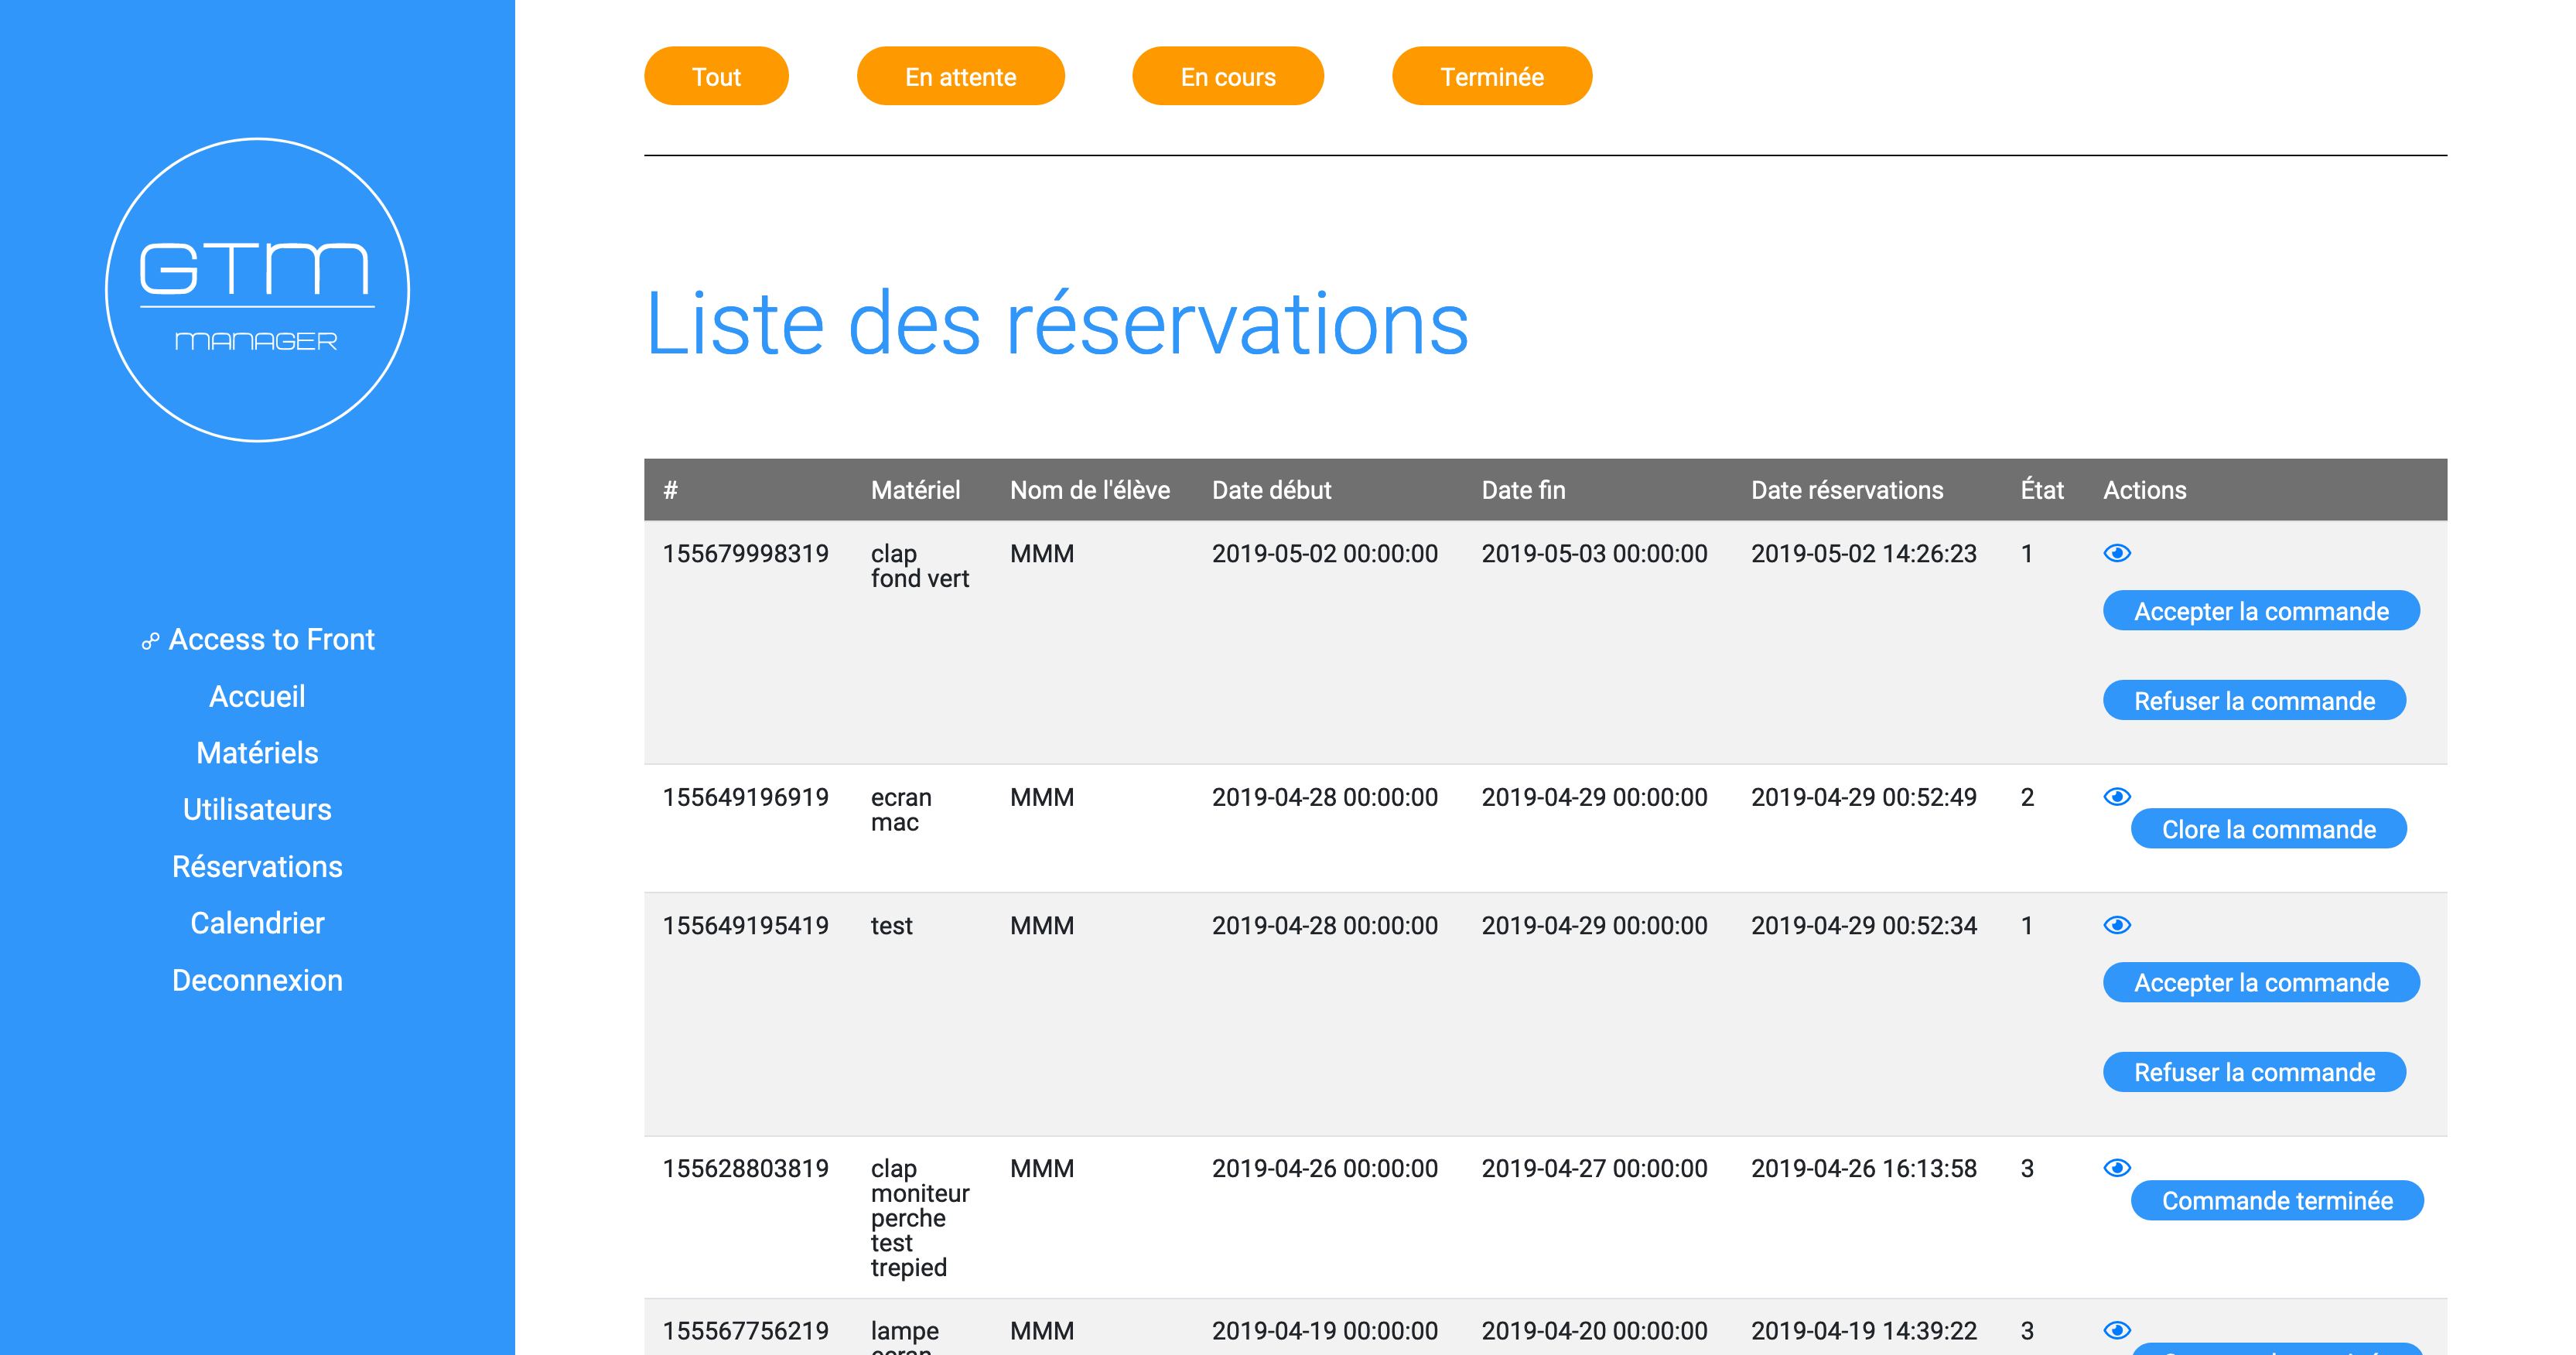 GTM
MANAGER
Access to Front
Accueil
Matériels
Utilisateurs
Réservations
Calendrier
Deconnexion
Tout En attente En cours Terminée
Liste des réservations
# Matériel Nom de l'élève Date début Date fin Date réservations État Actions
155679998319 clap MMM 2019-05-02 00:00:00 2019-05-03 00:00:00 2019-05-02 14:26:23 1
fond vert
Accepter la commande
Refuser la commande
155649196919 ecran MMM 2019-04-28 00:00:00 2019-04-29 00:00:00 2019-04-29 00:52:49 2
mac
Clore la commande
155649195419 test MMM 2019-04-28 00:00:00 2019-04-29 00:00:00 2019-04-29 00:52:34 1
Accepter la commande
Refuser la commande
155628803819 clap MMM 2019-04-26 00:00:00 2019-04-27 00:00:00 2019-04-26 16:13:58 3
moniteur
Commande terminée
perche
test
trepied
155567756219 lampe MMM 2019-04-19 00:00:00 2019-04-20 00:00:00 2019-04-19 14:39:22 3